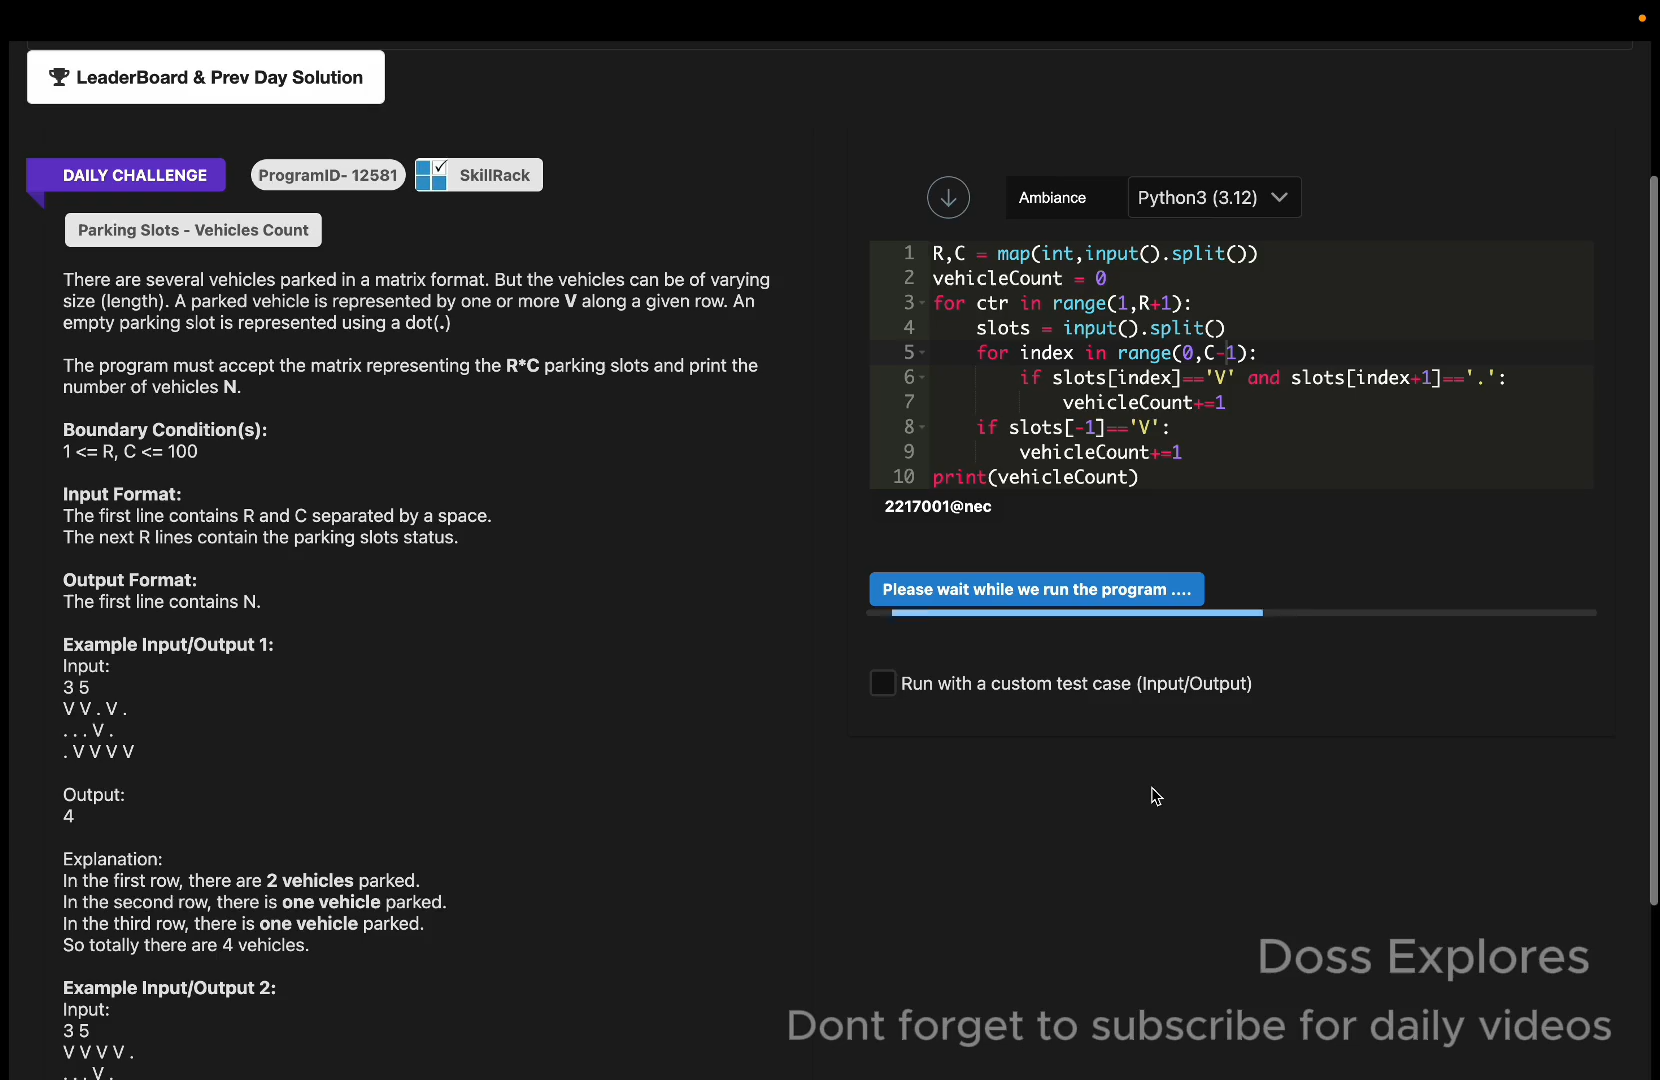 LeaderBoard & Prev Day Solution
DAILY CHALLENGE
ProgramID- 12581
SkillRack
Parking Slots - Vehicles Count
There are several vehicles parked in a matrix format. But the vehicles can be of varying
size (length). A parked vehicle is represented by one or more V along a given row. An
empty parking slot is represented using a dot(.)
The program must accept the matrix representing the R*C parking slots and print the
number of vehicles N.
Boundary Condition(s):
1 <= R, C <= 100
Input Format:
The first line contains R and C separated by a space.
The next R lines contain the parking slots status.
Output Format:
The first line contains N.
Example Input/Output 1:
Input:
3 5
V V . V .
. . . V .
. V V V V
Output:
4
Explanation:
In the first row, there are 2 vehicles parked.
In the second row, there is one vehicle parked.
In the third row, there is one vehicle parked.
So totally there are 4 vehicles.
Example Input/Output 2:
Input:
3 5
V V V V .
. . . V .
Ambiance
Python3 (3.12)
1 R,C = map(int,input().split())
2 vehicleCount = 0
3 for ctr in range(1,R+1):
4     slots = input().split()
5     for index in range(0,C-1):
6         if slots[index]=='V' and slots[index+1]=='.':
7             vehicleCount+=1
8     if slots[-1]=='V':
9         vehicleCount+=1
10 print(vehicleCount)
2217001@nec
Please wait while we run the program ....
Run with a custom test case (Input/Output)
Doss Explores
Dont forget to subscribe for daily videos